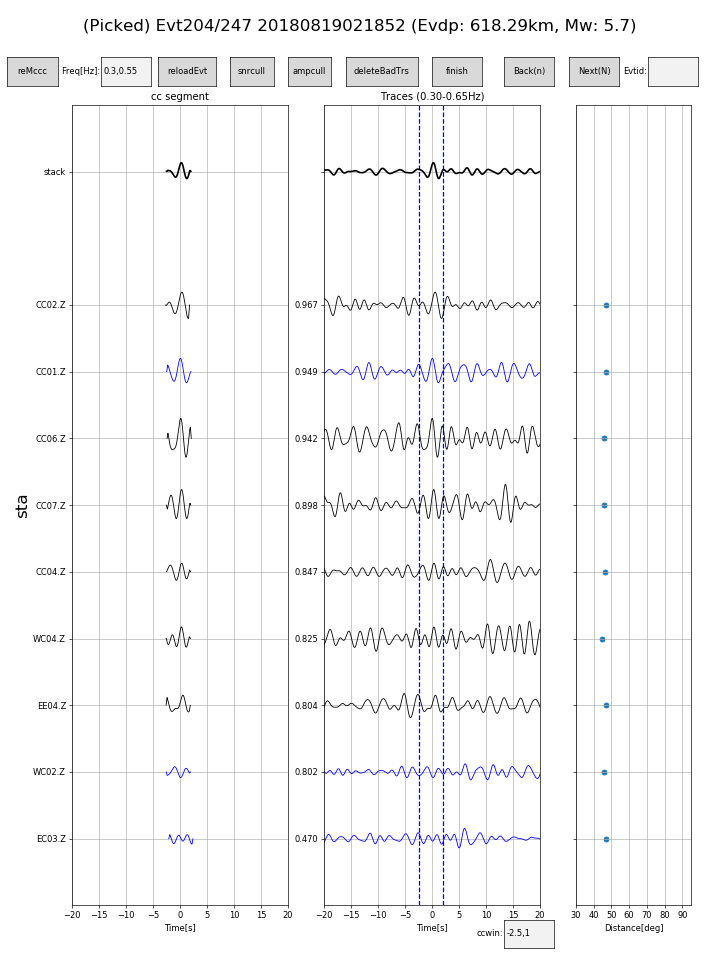 (Picked) Evt204/247 20180819021852 (Evdp: 618.29km, Mw: 5.7)
reMccc Freq[Hz]: 0.3,0.55 reloadEvt snrcull ampcull deleteBadTrs finish Back(n) Next(N) Evtid:
cc segment Traces (0.30-0.65Hz)
stack
CC02.Z 0.967
CC01.Z 0.949
CC06.Z 0.942
sta
CC07.Z 0.898
CC04.Z 0.847
WC04.Z 0.825
EE04.Z 0.804
WC02.Z 0.802
EC03.Z 0.470
−20 −15 −10 −5 0 5 10 15 20 −20 −15 −10 −5 0 5 10 15 20 30 40 50 60 70 80 90
Time[s] Time[s] Distance[deg]
ccwin: -2.5,1